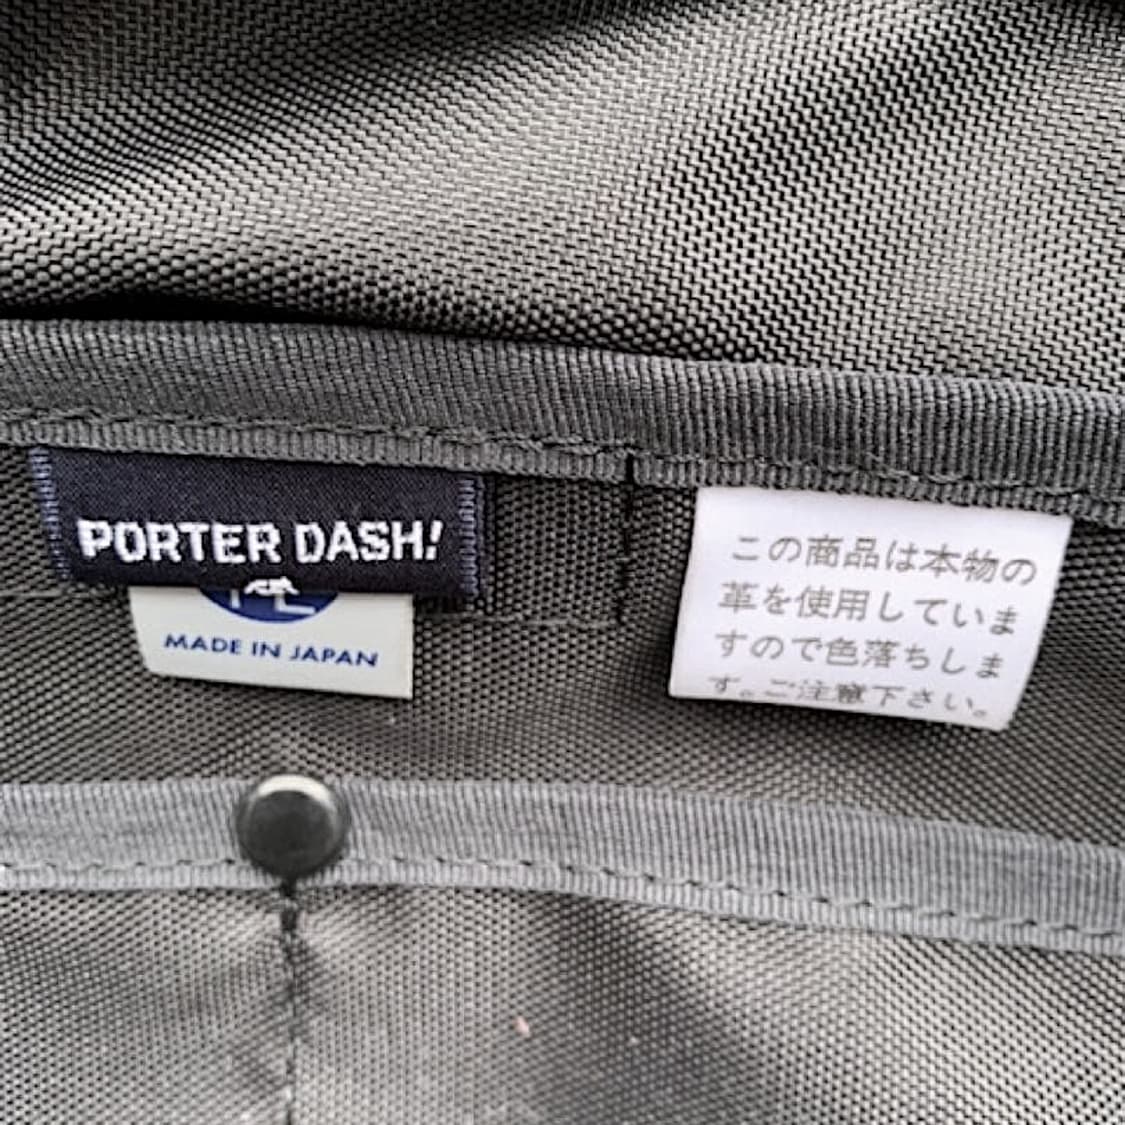 PORTER DASH!
MADE IN JAPAN
この商品は本物の
革を使用していま
すので色落ちしま
す。ご注意下さい。